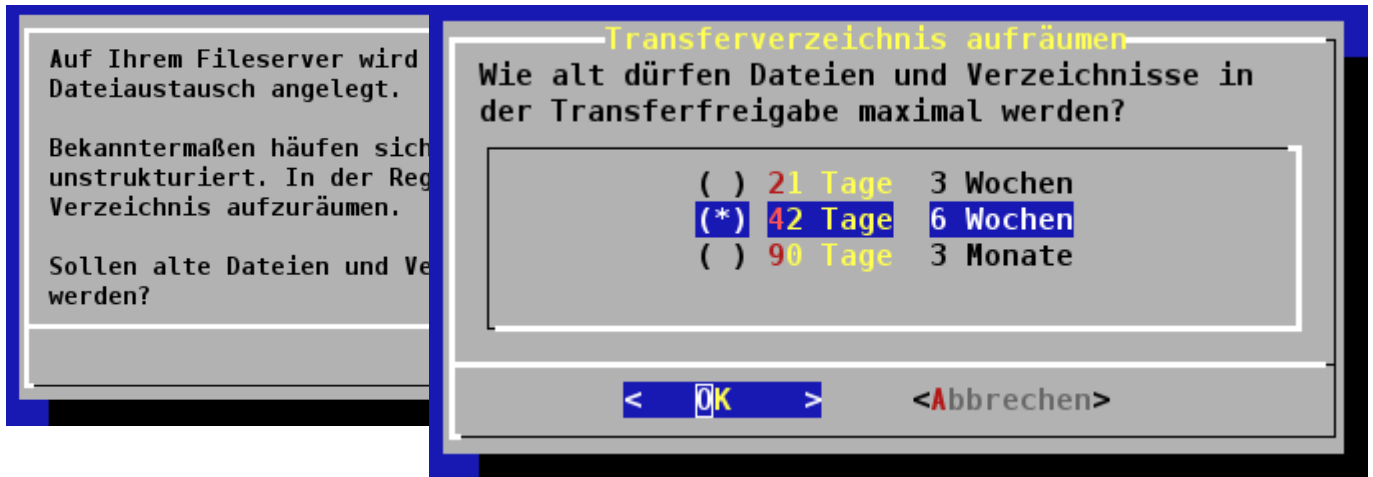 Auf Ihrem Fileserver wird
Dateiaustausch angelegt.
Bekanntermaßen häufen sich
unstrukturiert. In der Reg
Verzeichnis aufzuräumen.
Sollen alte Dateien und Ve
werden?
Transferverzeichnis aufräumen
Wie alt dürfen Dateien und Verzeichnisse in
der Transferfreigabe maximal werden?
( ) 21 Tage 3 Wochen
(*) 42 Tage 6 Wochen
( ) 90 Tage 3 Monate
< OK > <Abbrechen>